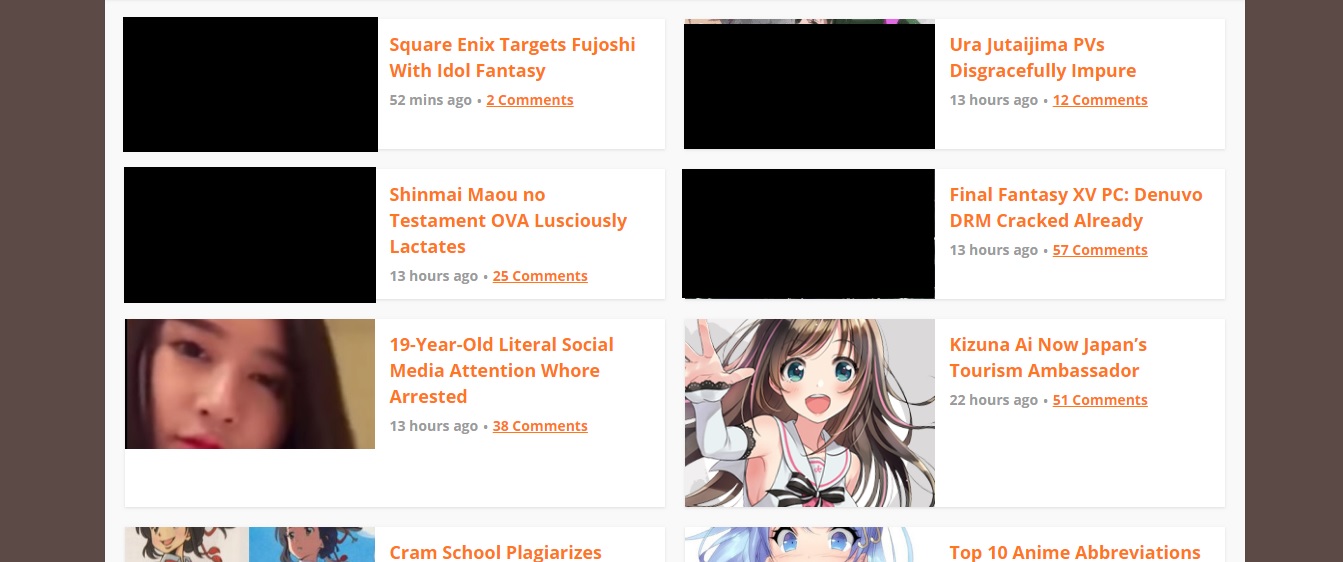 Square Enix Targets Fujoshi
With Idol Fantasy
52 mins ago • 2 Comments
Ura Jutaijima PVs
Disgracefully Impure
13 hours ago • 12 Comments
Shinmai Maou no
Testament OVA Lusciously
Lactates
13 hours ago • 25 Comments
Final Fantasy XV PC: Denuvo
DRM Cracked Already
13 hours ago • 57 Comments
19-Year-Old Literal Social
Media Attention Whore
Arrested
13 hours ago • 38 Comments
Kizuna Ai Now Japan’s
Tourism Ambassador
22 hours ago • 51 Comments
Cram School Plagiarizes
Top 10 Anime Abbreviations